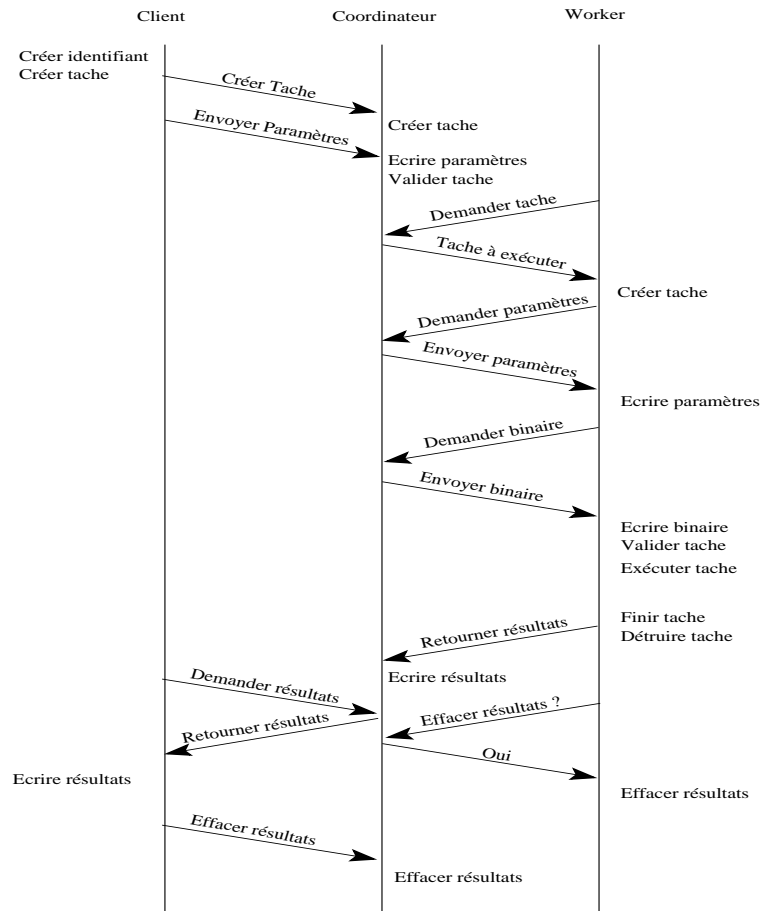 Client
Coordinateur
Worker
Créer identifiant
Créer tache
Créer Tache
Créer tache
Envoyer Paramètres
Ecrire paramètres
Valider tache
Demander tache
Tache à exécuter
Créer tache
Demander paramètres
Envoyer paramètres
Ecrire paramètres
Demander binaire
Envoyer binaire
Ecrire binaire
Valider tache
Exécuter tache
Finir tache
Détruire tache
Retourner résultats
Ecrire résultats
Demander résultats
Effacer résultats ?
Retourner résultats
Oui
Ecrire résultats
Effacer résultats
Effacer résultats
Effacer résultats